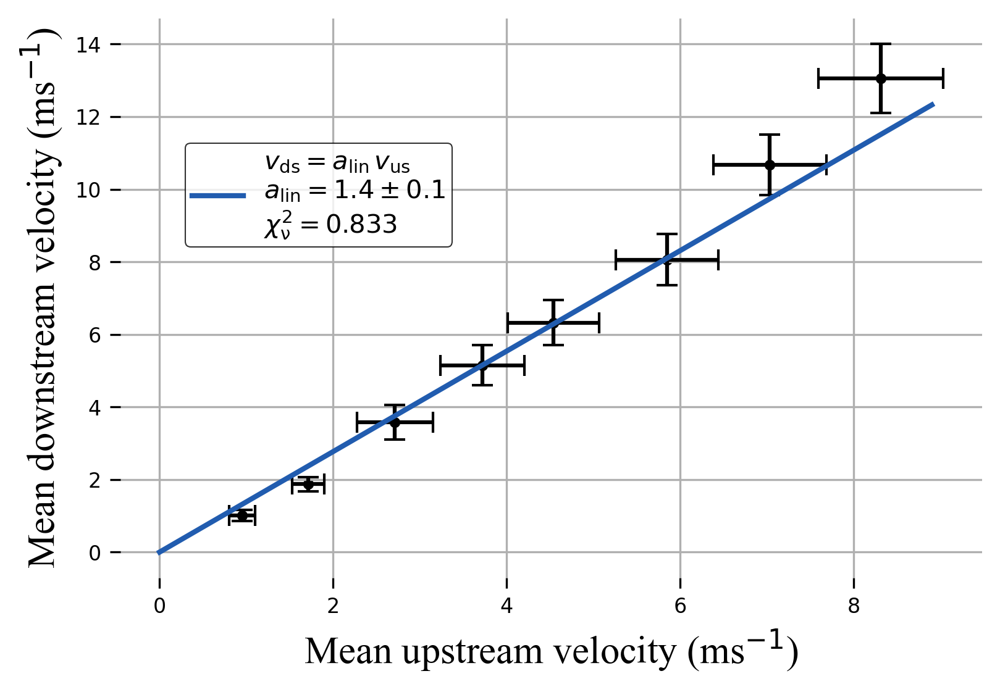 Mean downstream velocity (ms⁻¹)
14
12
10
8
6
4
2
0
v_ds = a_lin v_us
a_lin = 1.4 ± 0.1
χ²_ν = 0.833
0 2 4 6 8
Mean upstream velocity (ms⁻¹)